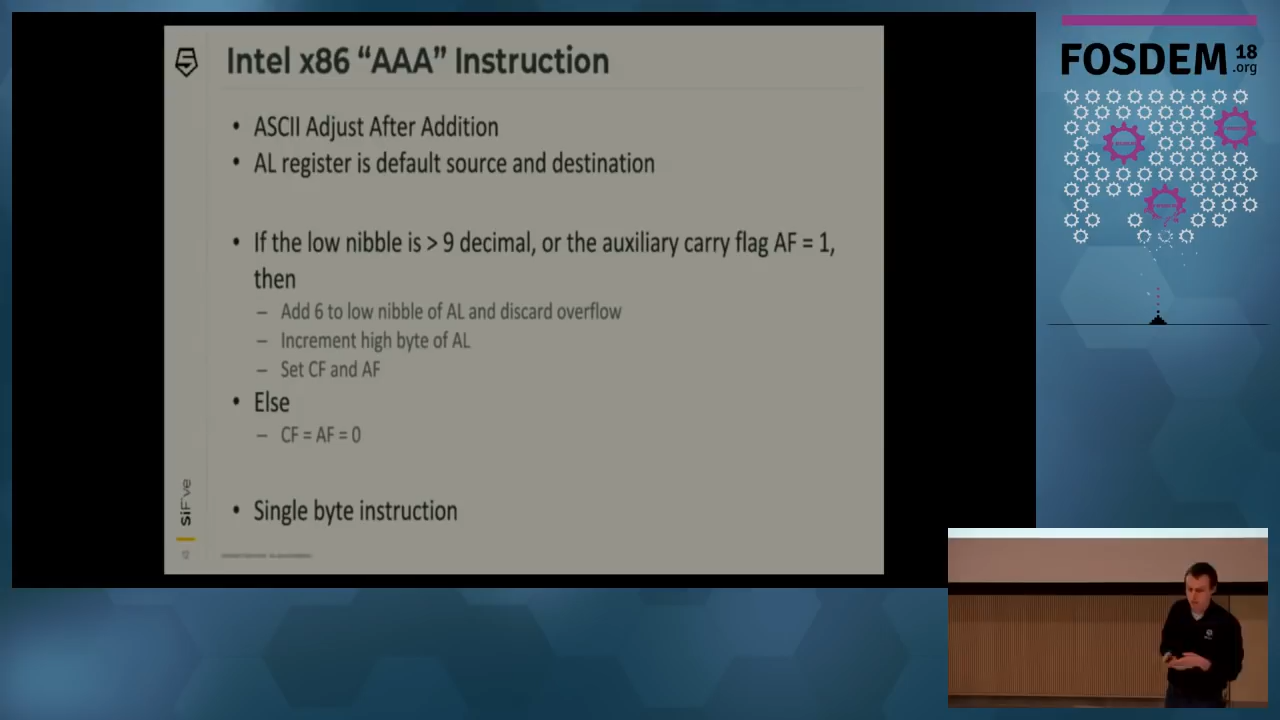 Intel x86 “AAA” Instruction
• ASCII Adjust After Addition
• AL register is default source and destination
• If the low nibble is > 9 decimal, or the auxiliary carry flag AF = 1,
then
– Add 6 to low nibble of AL and discard overflow
– Increment high byte of AL
– Set CF and AF
• Else
– CF = AF = 0
• Single byte instruction
SiFive
FOSDEM 18
.org